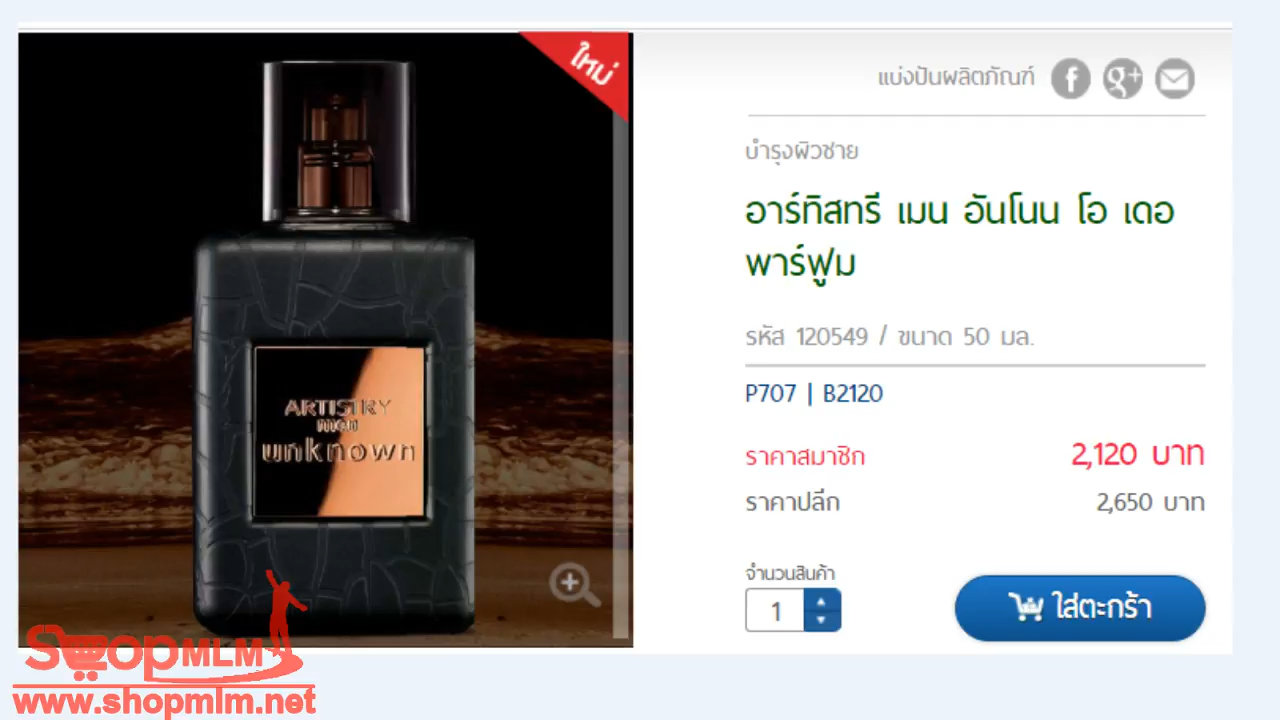 ใหม่
ARTISTRY
men
unknown
แบ่งปันผลิตภัณฑ์
f
g+
บำรุงผิวชาย
อาร์ทิสทรี เมน อันโนน โอ เดอ
พาร์ฟูม
รหัส 120549 / ขนาด 50 มล.
P707 | B2120
ราคาสมาชิก 2,120 บาท
ราคาปลีก 2,650 บาท
จำนวนสินค้า
1
ใส่ตะกร้า
SHOPMLM
www.shopmlm.net